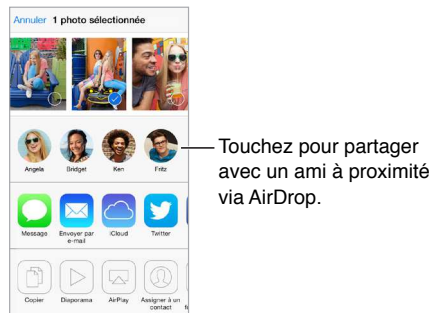 Annuler 1 photo sélectionnée
Angela Bridget Ken Fritz
Touchez pour partager
avec un ami à proximité
via AirDrop.
Message Envoyer par iCloud Twitter
e-mail
Copier Diaporama AirPlay Assigner à un
contact